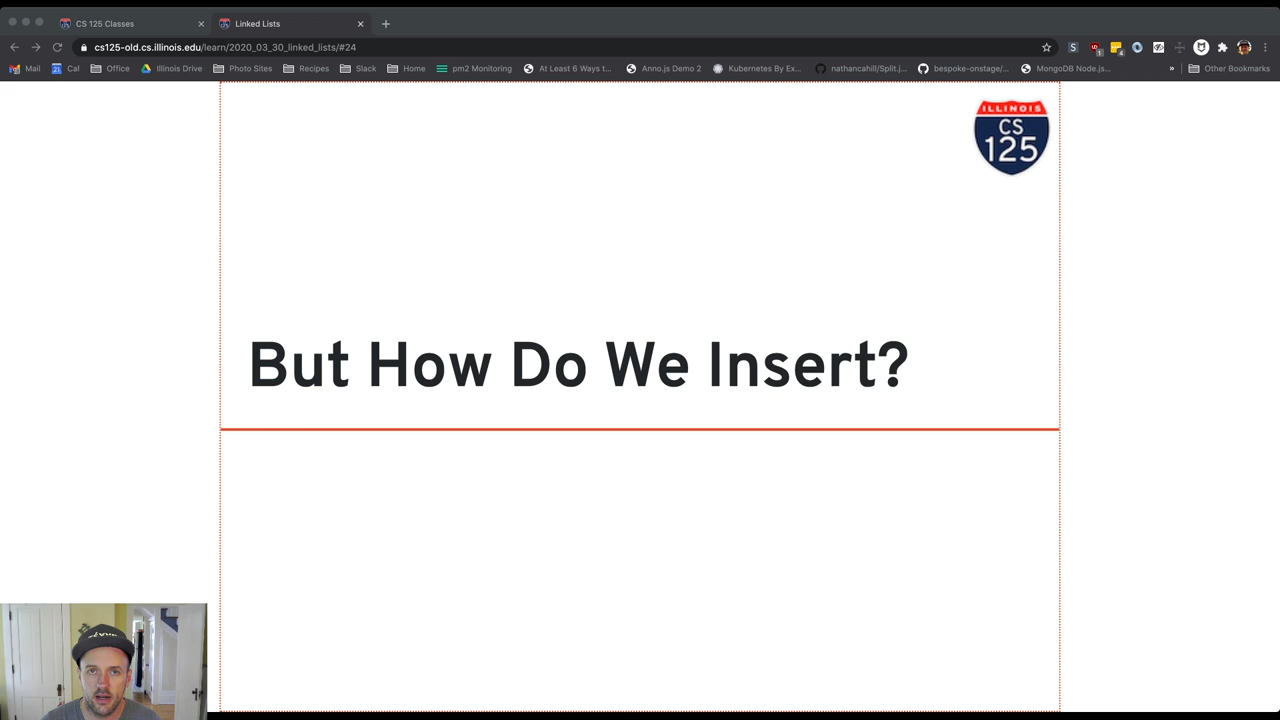 CS 125 Classes
Linked Lists
cs125-old.cs.illinois.edu/learn/2020_03_30_linked_lists/#24
Mail
Cal
Office
Illinois Drive
Photo Sites
Recipes
Slack
Home
pm2 Monitoring
At Least 6 Ways t...
Anno.js Demo 2
Kubernetes By Ex...
nathancahill/Split.j...
bespoke-onstage/...
MongoDB Node.js...
»
Other Bookmarks
ILLINOIS
CS
125
But How Do We Insert?